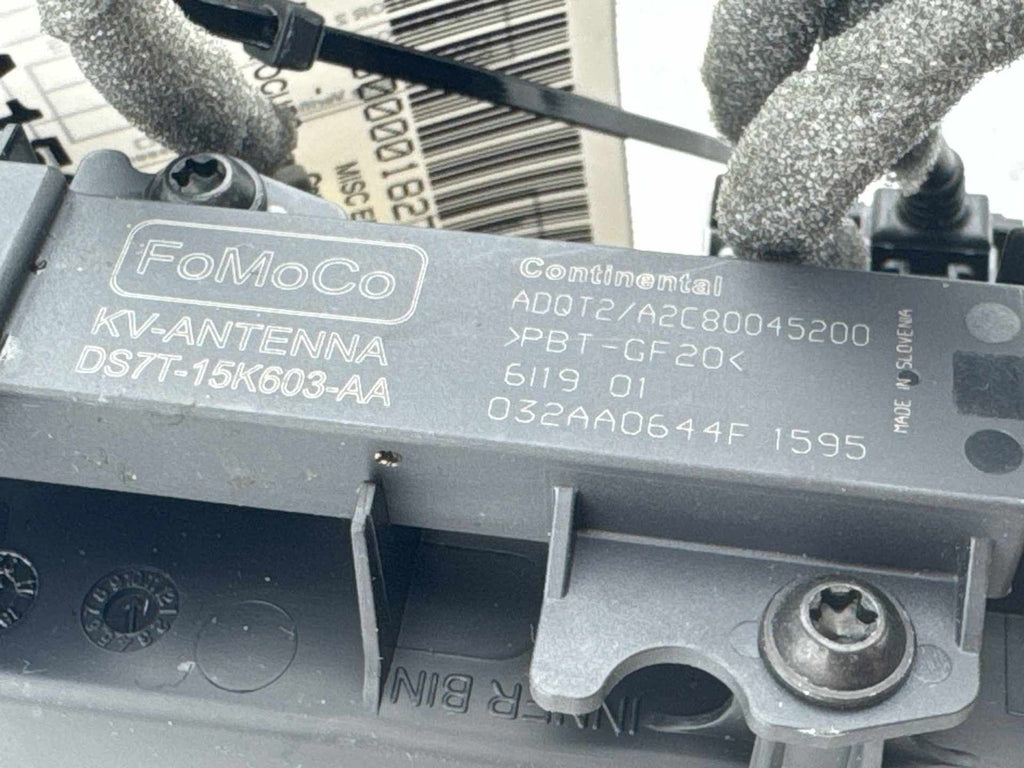 FoMoCo
KV-ANTENNA
DS7T-15K603-AA
Continental
ADQT2/A2C80045200
>PBT-GF20<
6119 01
032AA0644F 1595
MADE IN SLOVENIA
INNER BIN